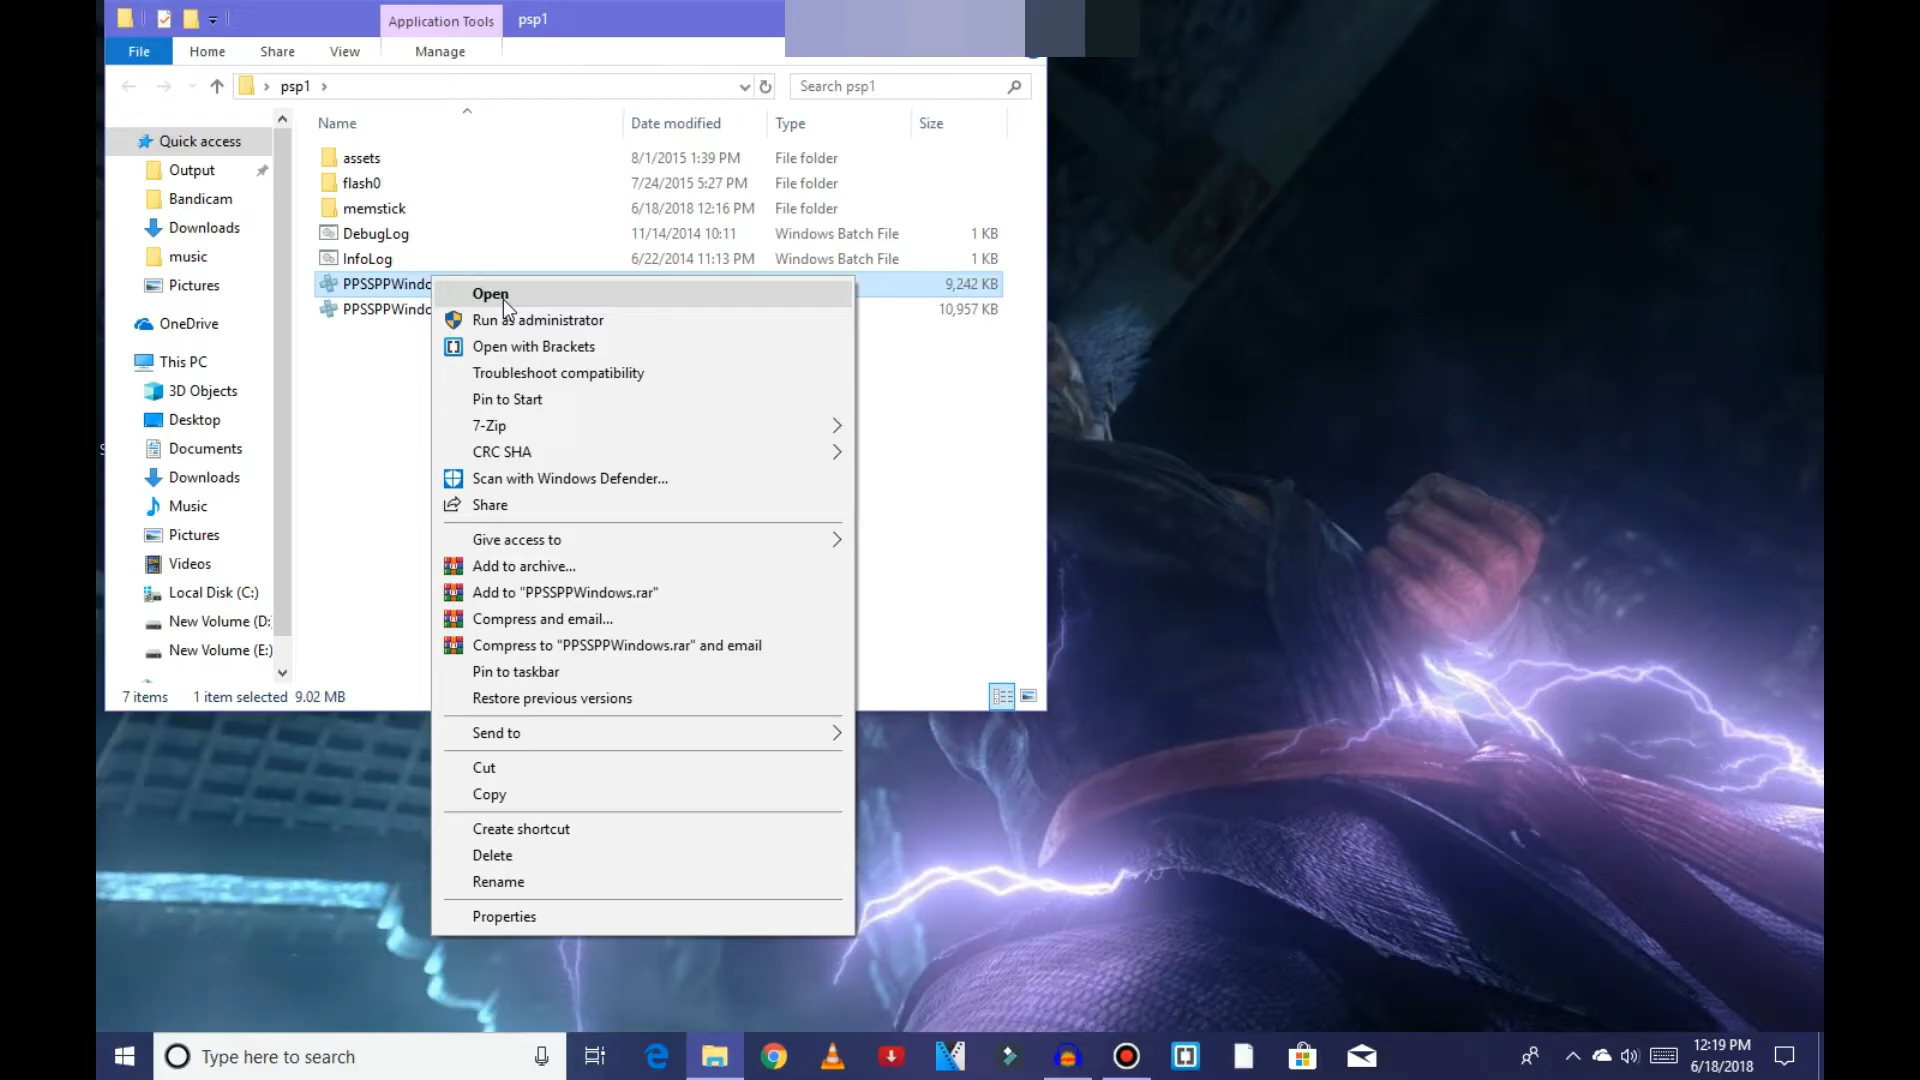 Application Tools
psp1
File
Home
Share
View
Manage
psp1
Search psp1
Name
Date modified
Type
Size
Quick access
Output
Bandicam
Downloads
music
Pictures
OneDrive
This PC
3D Objects
Desktop
Documents
Downloads
Music
Pictures
Videos
Local Disk (C:)
New Volume (D:
New Volume (E:)
assets 8/1/2015 1:39 PM File folder
flash0 7/24/2015 5:27 PM File folder
memstick 6/18/2018 12:16 PM File folder
DebugLog 11/14/2014 10:11 Windows Batch File 1 KB
InfoLog 6/22/2014 11:13 PM Windows Batch File 1 KB
PPSSPPWindo 9,242 KB
PPSSPPWindo 10,957 KB
Open
Run as administrator
Open with Brackets
Troubleshoot compatibility
Pin to Start
7-Zip
CRC SHA
Scan with Windows Defender...
Share
Give access to
Add to archive...
Add to "PPSSPPWindows.rar"
Compress and email...
Compress to "PPSSPPWindows.rar" and email
Pin to taskbar
Restore previous versions
Send to
Cut
Copy
Create shortcut
Delete
Rename
Properties
7 items 1 item selected 9.02 MB
Type here to search
12:19 PM
6/18/2018